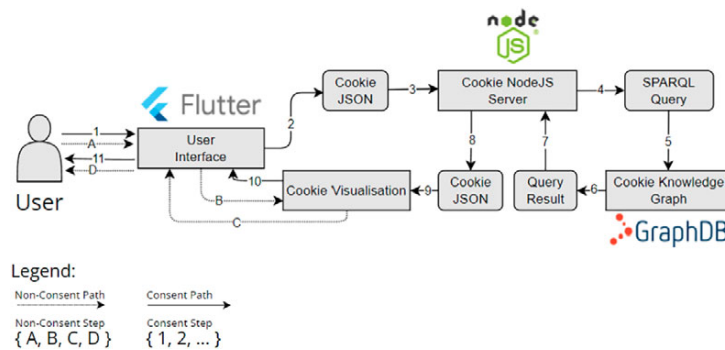 node
JS
Flutter
Cookie
JSON
3
Cookie NodeJS
Server
4
SPARQL
Query
2
1
A
11
D
User
Interface
User
5
7
8
10
B
C
Cookie Visualisation
9
Cookie
JSON
Query
Result
6
Cookie Knowledge
Graph
GraphDB
Legend:
Non-Consent Path
Consent Path
Non-Consent Step
Consent Step
{ A, B, C, D }
{ 1, 2, ... }